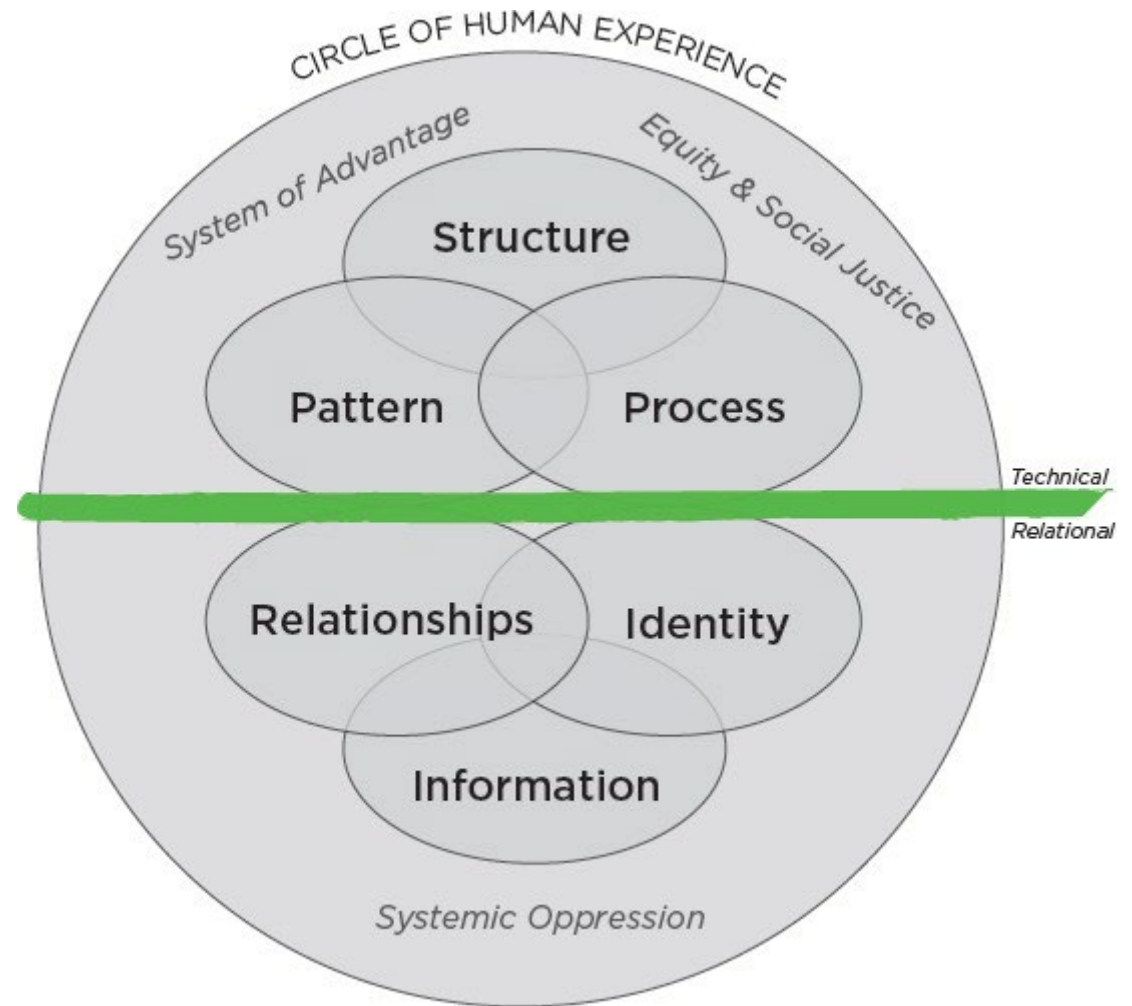 CIRCLE OF HUMAN EXPERIENCE
System of Advantage
Equity & Social Justice
Structure
Pattern
Process
Technical
Relational
Relationships
Identity
Information
Systemic Oppression